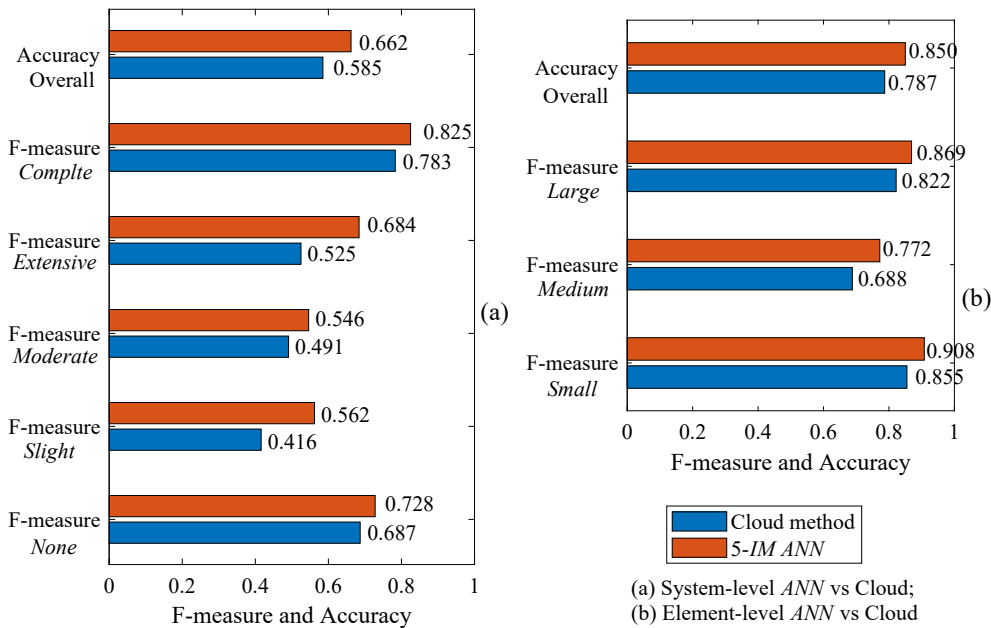 Accuracy
Overall
0.662
0.585
F-measure
Complte
0.825
0.783
F-measure
Extensive
0.684
0.525
F-measure
Moderate
0.546
0.491
F-measure
Slight
0.562
0.416
F-measure
None
0.728
0.687
0 0.2 0.4 0.6 0.8 1
F-measure and Accuracy
(a)
Accuracy
Overall
0.850
0.787
F-measure
Large
0.869
0.822
F-measure
Medium
0.772
0.688
F-measure
Small
0.908
0.855
0 0.2 0.4 0.6 0.8 1
F-measure and Accuracy
(b)
Cloud method
5-IM ANN
(a) System-level ANN vs Cloud;
(b) Element-level ANN vs Cloud